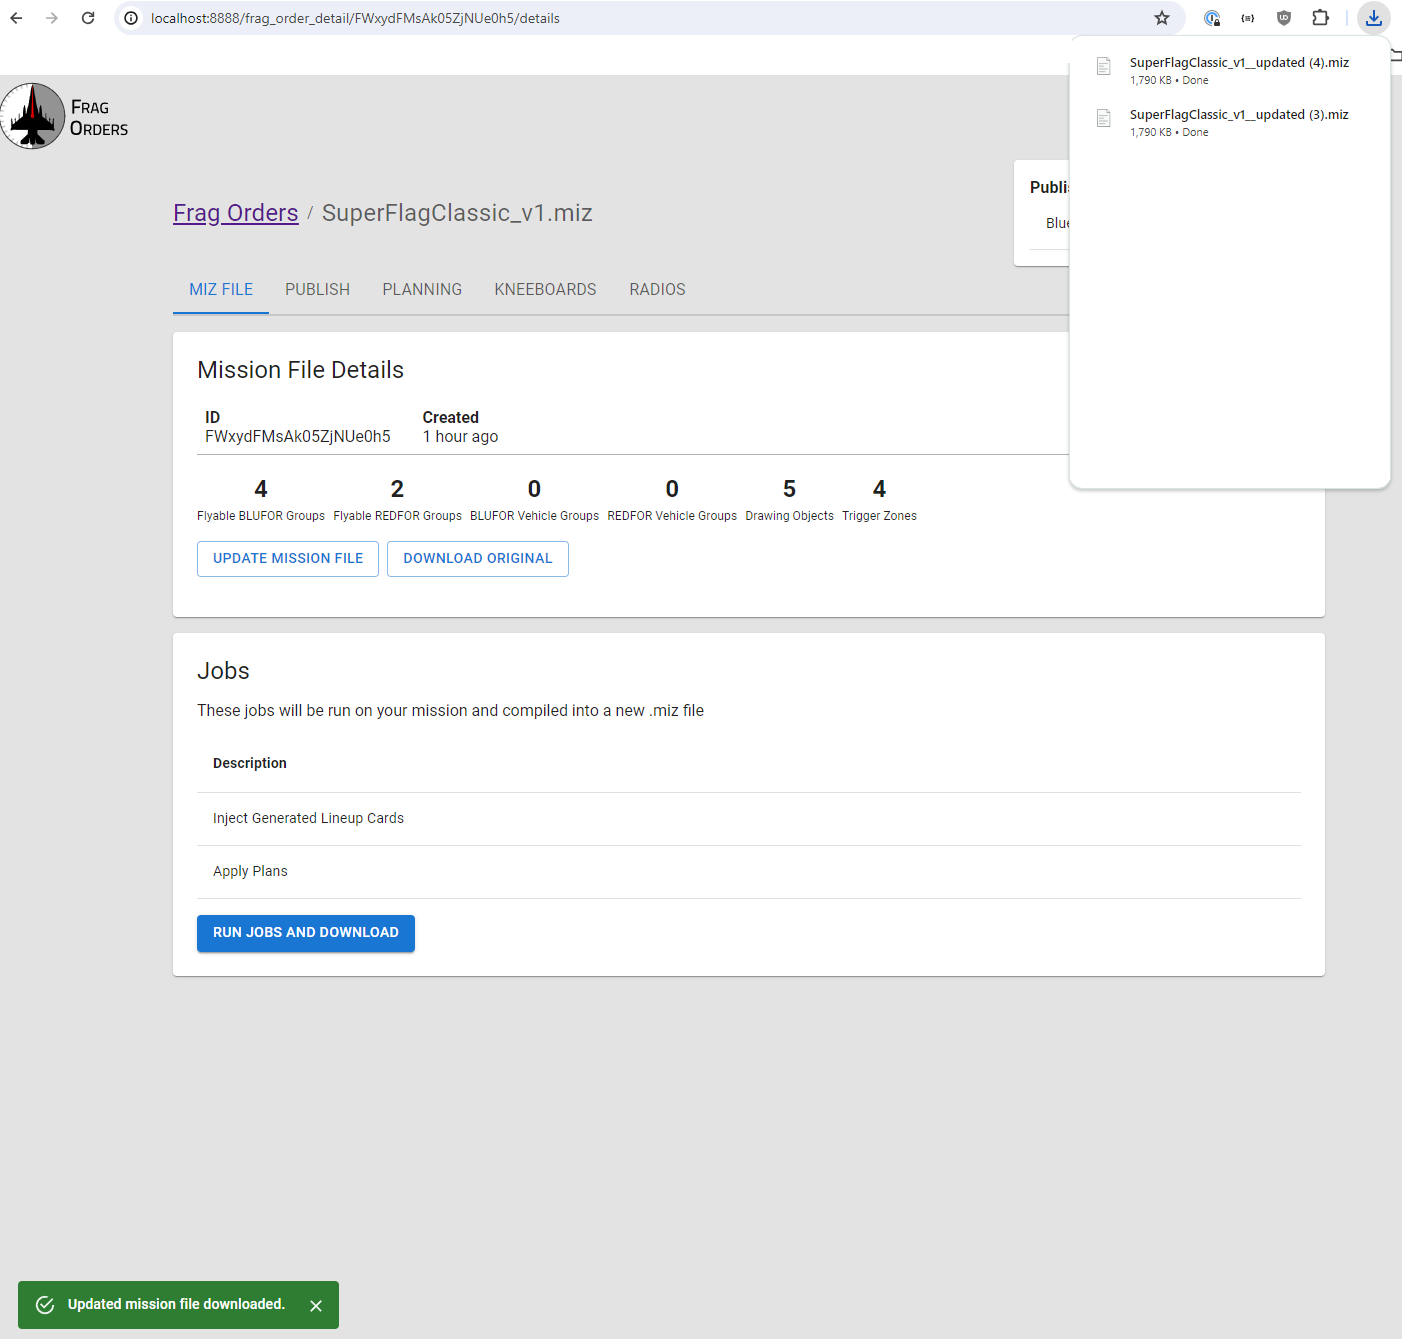 localhost:8888/frag_order_detail/FWxydFMsAk05ZjNUe0h5/details
SuperFlagClassic_v1__updated (4).miz
1,790 KB • Done
SuperFlagClassic_v1__updated (3).miz
1,790 KB • Done
FRAG
ORDERS
Frag Orders / SuperFlagClassic_v1.miz
MIZ FILE PUBLISH PLANNING KNEEBOARDS RADIOS
Mission File Details
ID Created
FWxydFMsAk05ZjNUe0h5 1 hour ago
4 2 0 0 5 4
Flyable BLUFOR Groups Flyable REDFOR Groups BLUFOR Vehicle Groups REDFOR Vehicle Groups Drawing Objects Trigger Zones
UPDATE MISSION FILE DOWNLOAD ORIGINAL
Jobs
These jobs will be run on your mission and compiled into a new .miz file
Description
Inject Generated Lineup Cards
Apply Plans
RUN JOBS AND DOWNLOAD
Updated mission file downloaded.